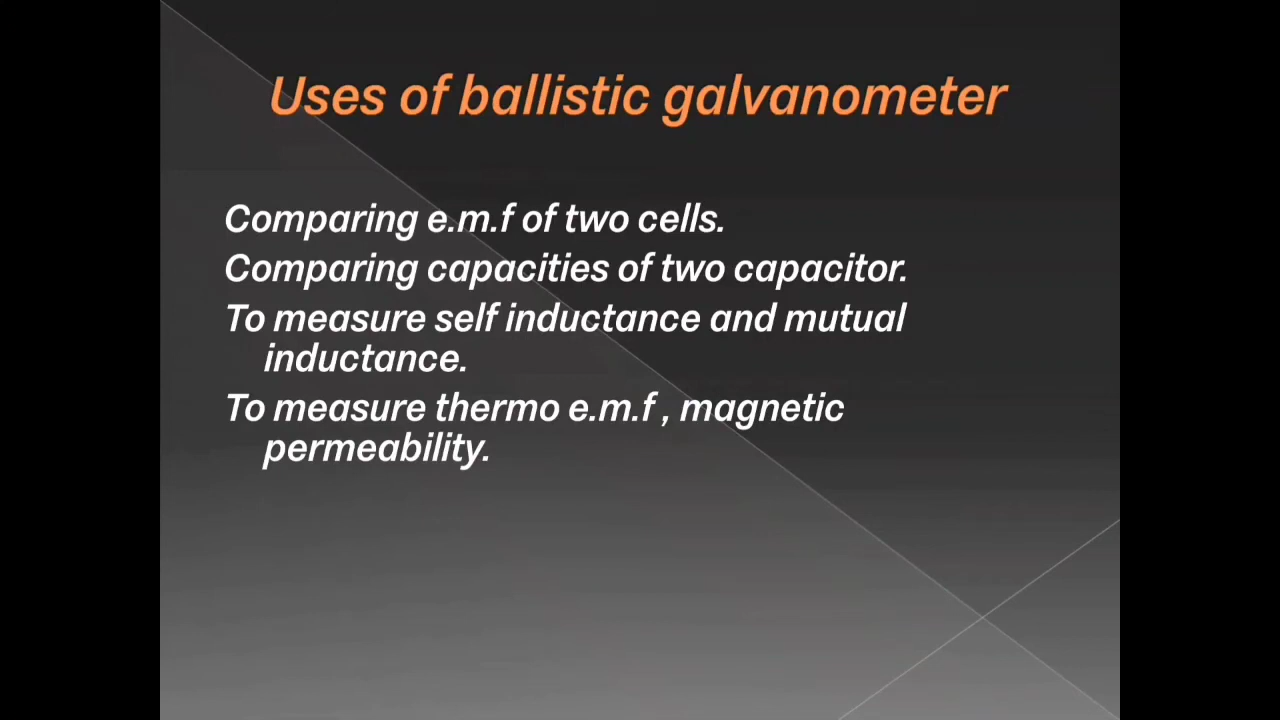 Uses of ballistic galvanometer
Comparing e.m.f of two cells.
Comparing capacities of two capacitor.
To measure self inductance and mutual
inductance.
To measure thermo e.m.f , magnetic
permeability.